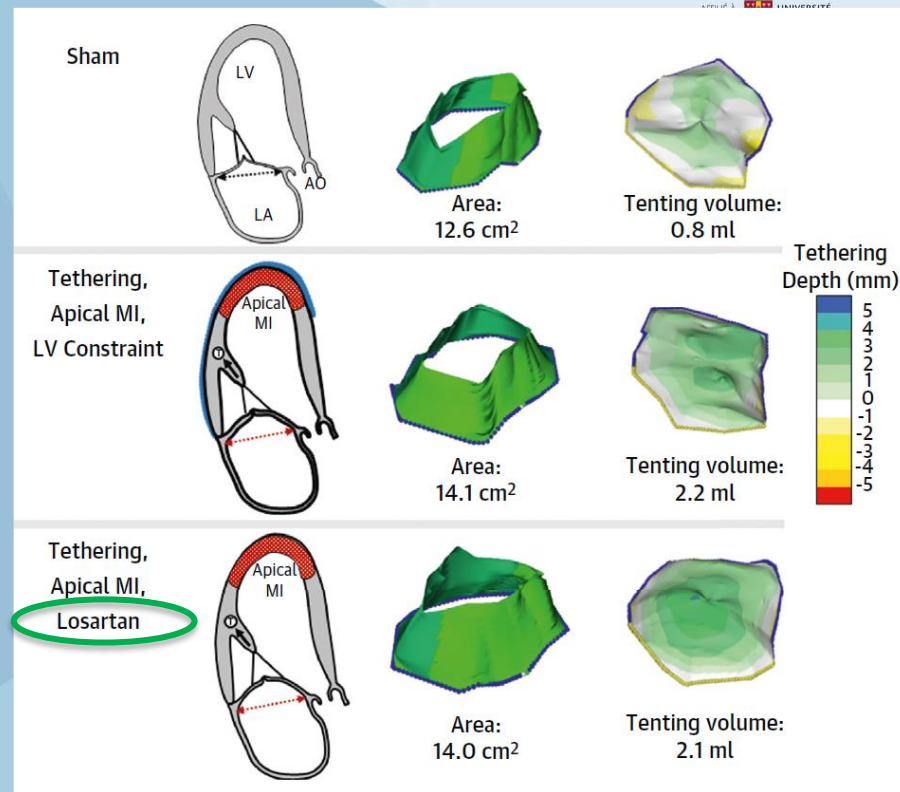 UNIVERSITÉ
Sham
LV
AO
LA
Area:
12.6 cm²
Tenting volume:
0.8 ml
Tethering
Depth (mm)
5
4
3
2
1
0
-1
-2
-3
-4
-5
Tethering,
Apical MI,
LV Constraint
Apical
MI
T
Area:
14.1 cm²
Tenting volume:
2.2 ml
Tethering,
Apical MI,
Losartan
Apical
MI
T
Area:
14.0 cm²
Tenting volume:
2.1 ml